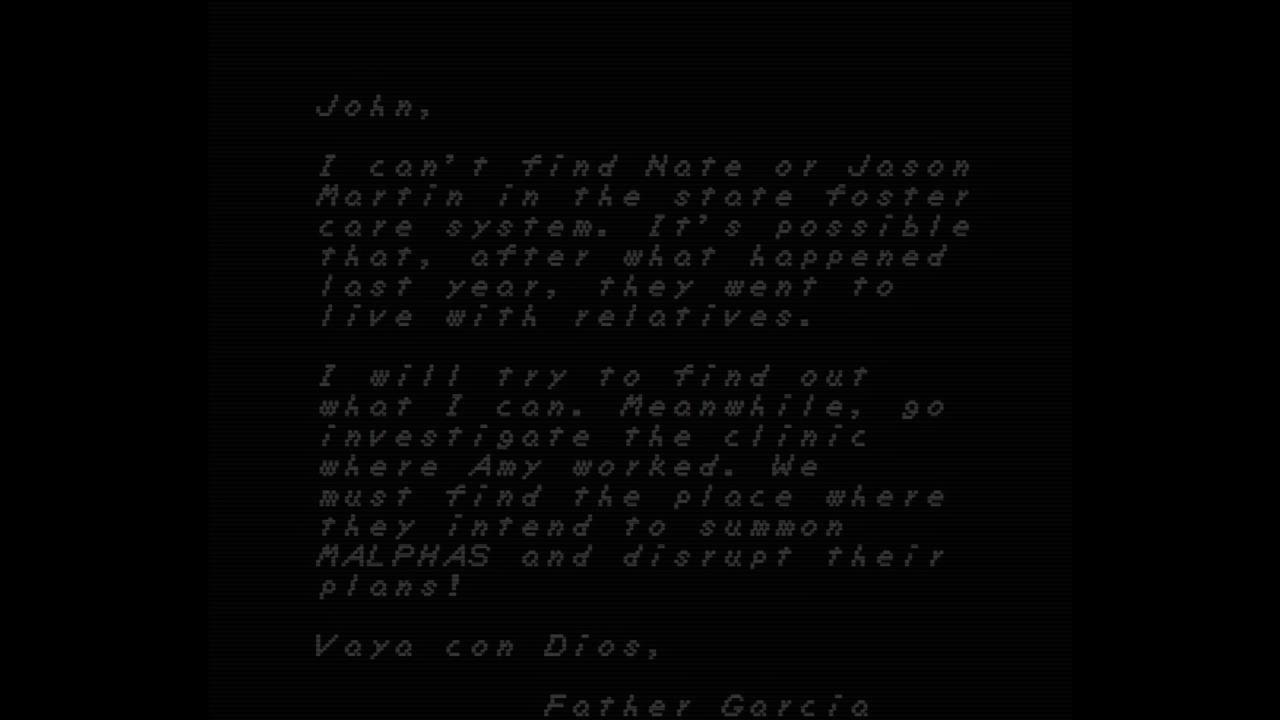 John,
I can't find Nate or Jason
Martin in the state foster
care system. It's possible
that, after what happened
last year, they went to
live with relatives.
I will try to find out
what I can. Meanwhile, go
investigate the clinic
where Amy worked. We
must find the place where
they intend to summon
MALPHAS and disrupt their
plans!
Vaya con Dios,
Father Garcia